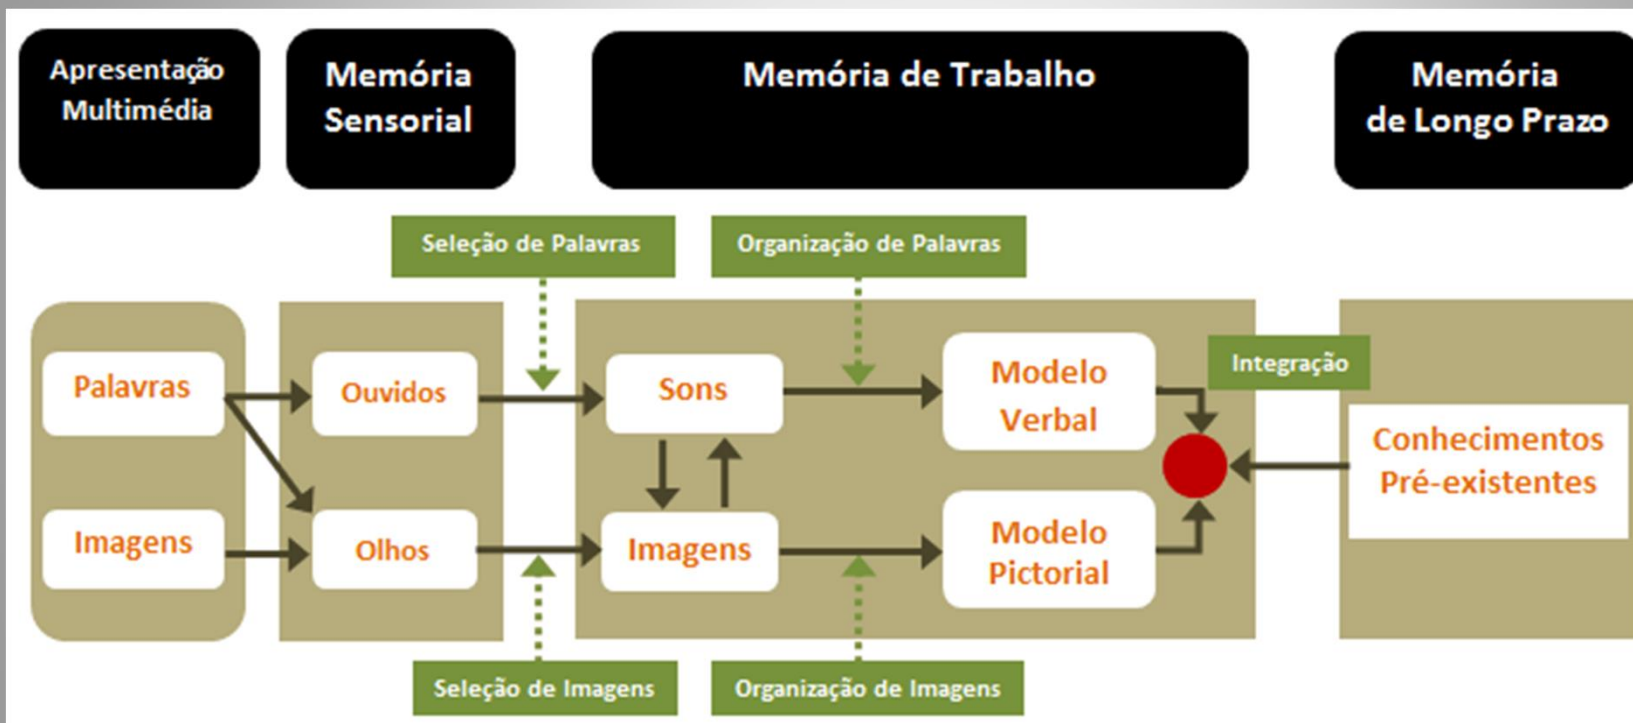 Apresentação
Multimédia
Memória
Sensorial
Memória de Trabalho
Memória
de Longo Prazo
Seleção de Palavras
Organização de Palavras
Palavras
Ouvidos
Sons
Modelo
Verbal
Integração
Conhecimentos
Pré-existentes
Imagens
Olhos
Imagens
Modelo
Pictorial
Seleção de Imagens
Organização de Imagens